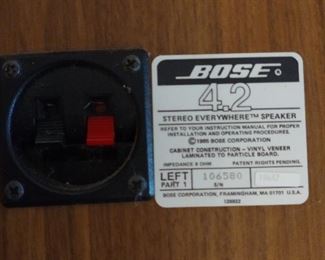 BOSE
4.2
STEREO EVERYWHERE™ SPEAKER
REFER TO YOUR INSTRUCTION MANUAL FOR PROPER
INSTALLATION AND OPERATING PROCEDURES.
©1985 BOSE CORPORATION
CABINET CONSTRUCTION - VINYL VENEER
LAMINATED TO PARTICLE BOARD.
IMPEDANCE 8 OHM PATENT RIGHTS PENDING.
LEFT 106580
PART 1 S/N
BOSE CORPORATION, FRAMINGHAM, MA 01701 U.S.A.